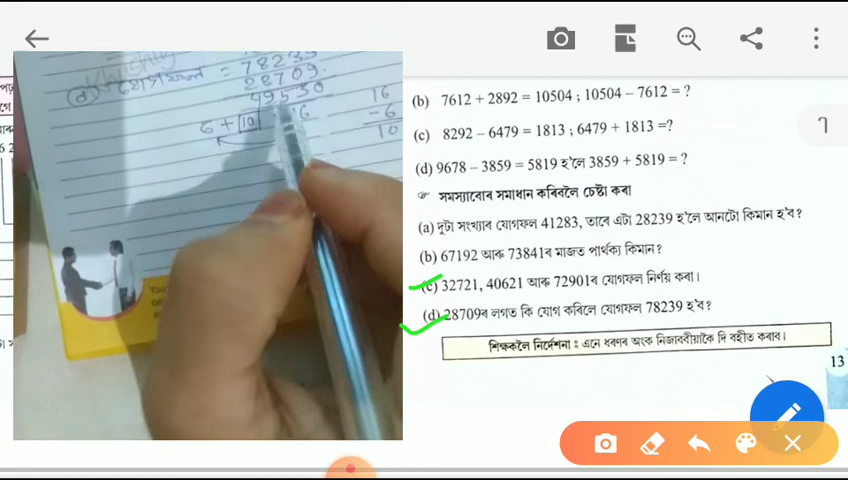 (d) যোগফল = 78239
28709
49530
6 + 10 16
16
- 6
10
(b) 7612 + 2892 = 10504 ; 10504 – 7612 = ?
(c) 8292 – 6479 = 1813 ; 6479 + 1813 =?
(d) 9678 – 3859 = 5819 হ'লে 3859 + 5819 = ?
☞ সমস্যাবোৰ সমাধান কৰিবলৈ চেষ্টা কৰা
(a) দুটা সংখ্যাৰ যোগফল 41283, তাৰে এটা 28239 হ'লে আনটো কিমান হ'ব?
(b) 67192 আৰু 73841ৰ মাজত পাৰ্থক্য কিমান?
(c) 32721, 40621 আৰু 72901ৰ যোগফল নিৰ্ণয় কৰা।
(d) 28709ৰ লগত কি যোগ কৰিলে যোগফল 78239 হ'ব?
শিক্ষকলৈ নিৰ্দেশনা : এনে ধৰণৰ অংক নিজাববীয়াকৈ দি বহীত কৰাব।
13